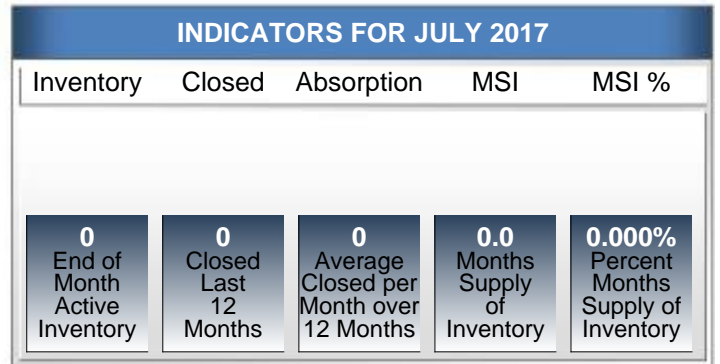 INDICATORS FOR JULY 2017
Inventory Closed Absorption MSI MSI %
0
End of
Month
Active
Inventory
0
Closed
Last
12
Months
0
Average
Closed per
Month over
12 Months
0.0
Months
Supply
of
Inventory
0.000%
Percent
Months
Supply of
Inventory